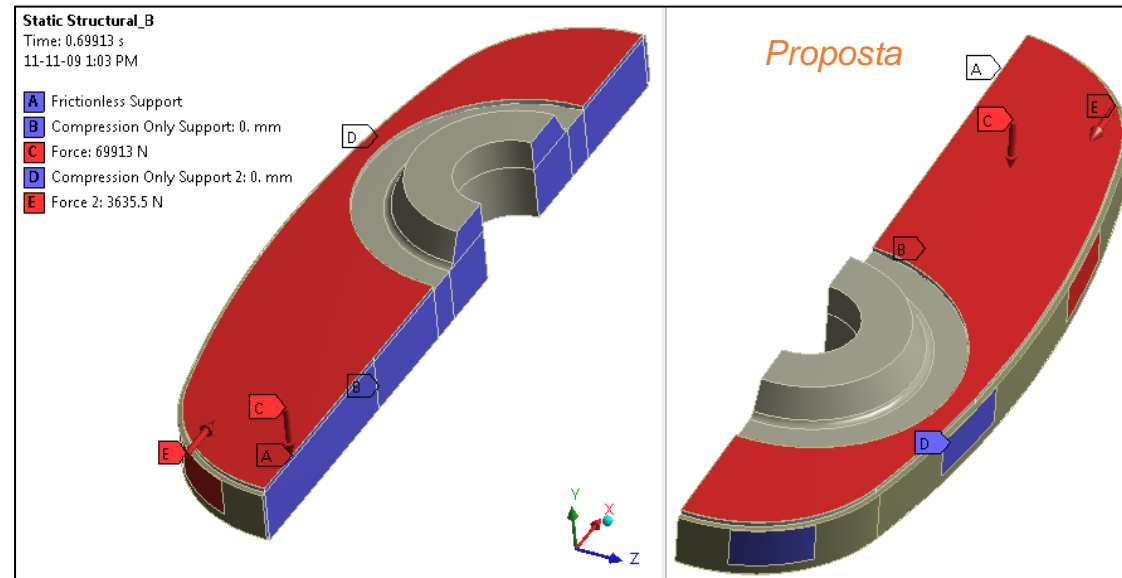 Static Structural_B
Time: 0.69913 s
11-11-09 1:03 PM
A Frictionless Support
B Compression Only Support: 0. mm
C Force: 69913 N
D Compression Only Support 2: 0. mm
E Force 2: 3635.5 N
D
B
C
A
E
Y
X
Z
Proposta
A
E
C
B
D